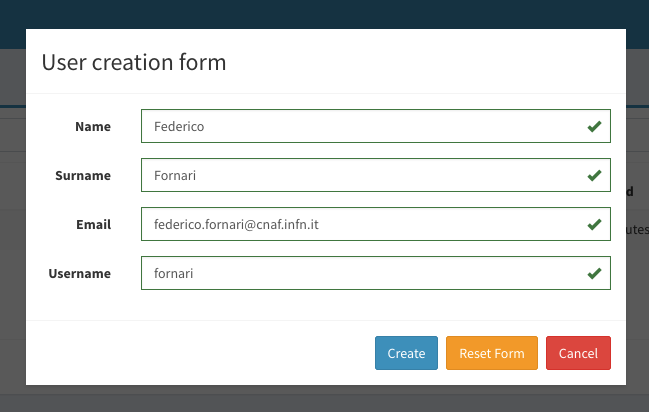 User creation form
Name Federico
Surname Fornari
Email federico.fornari@cnaf.infn.it
Username fornari
Create Reset Form Cancel
d
utes